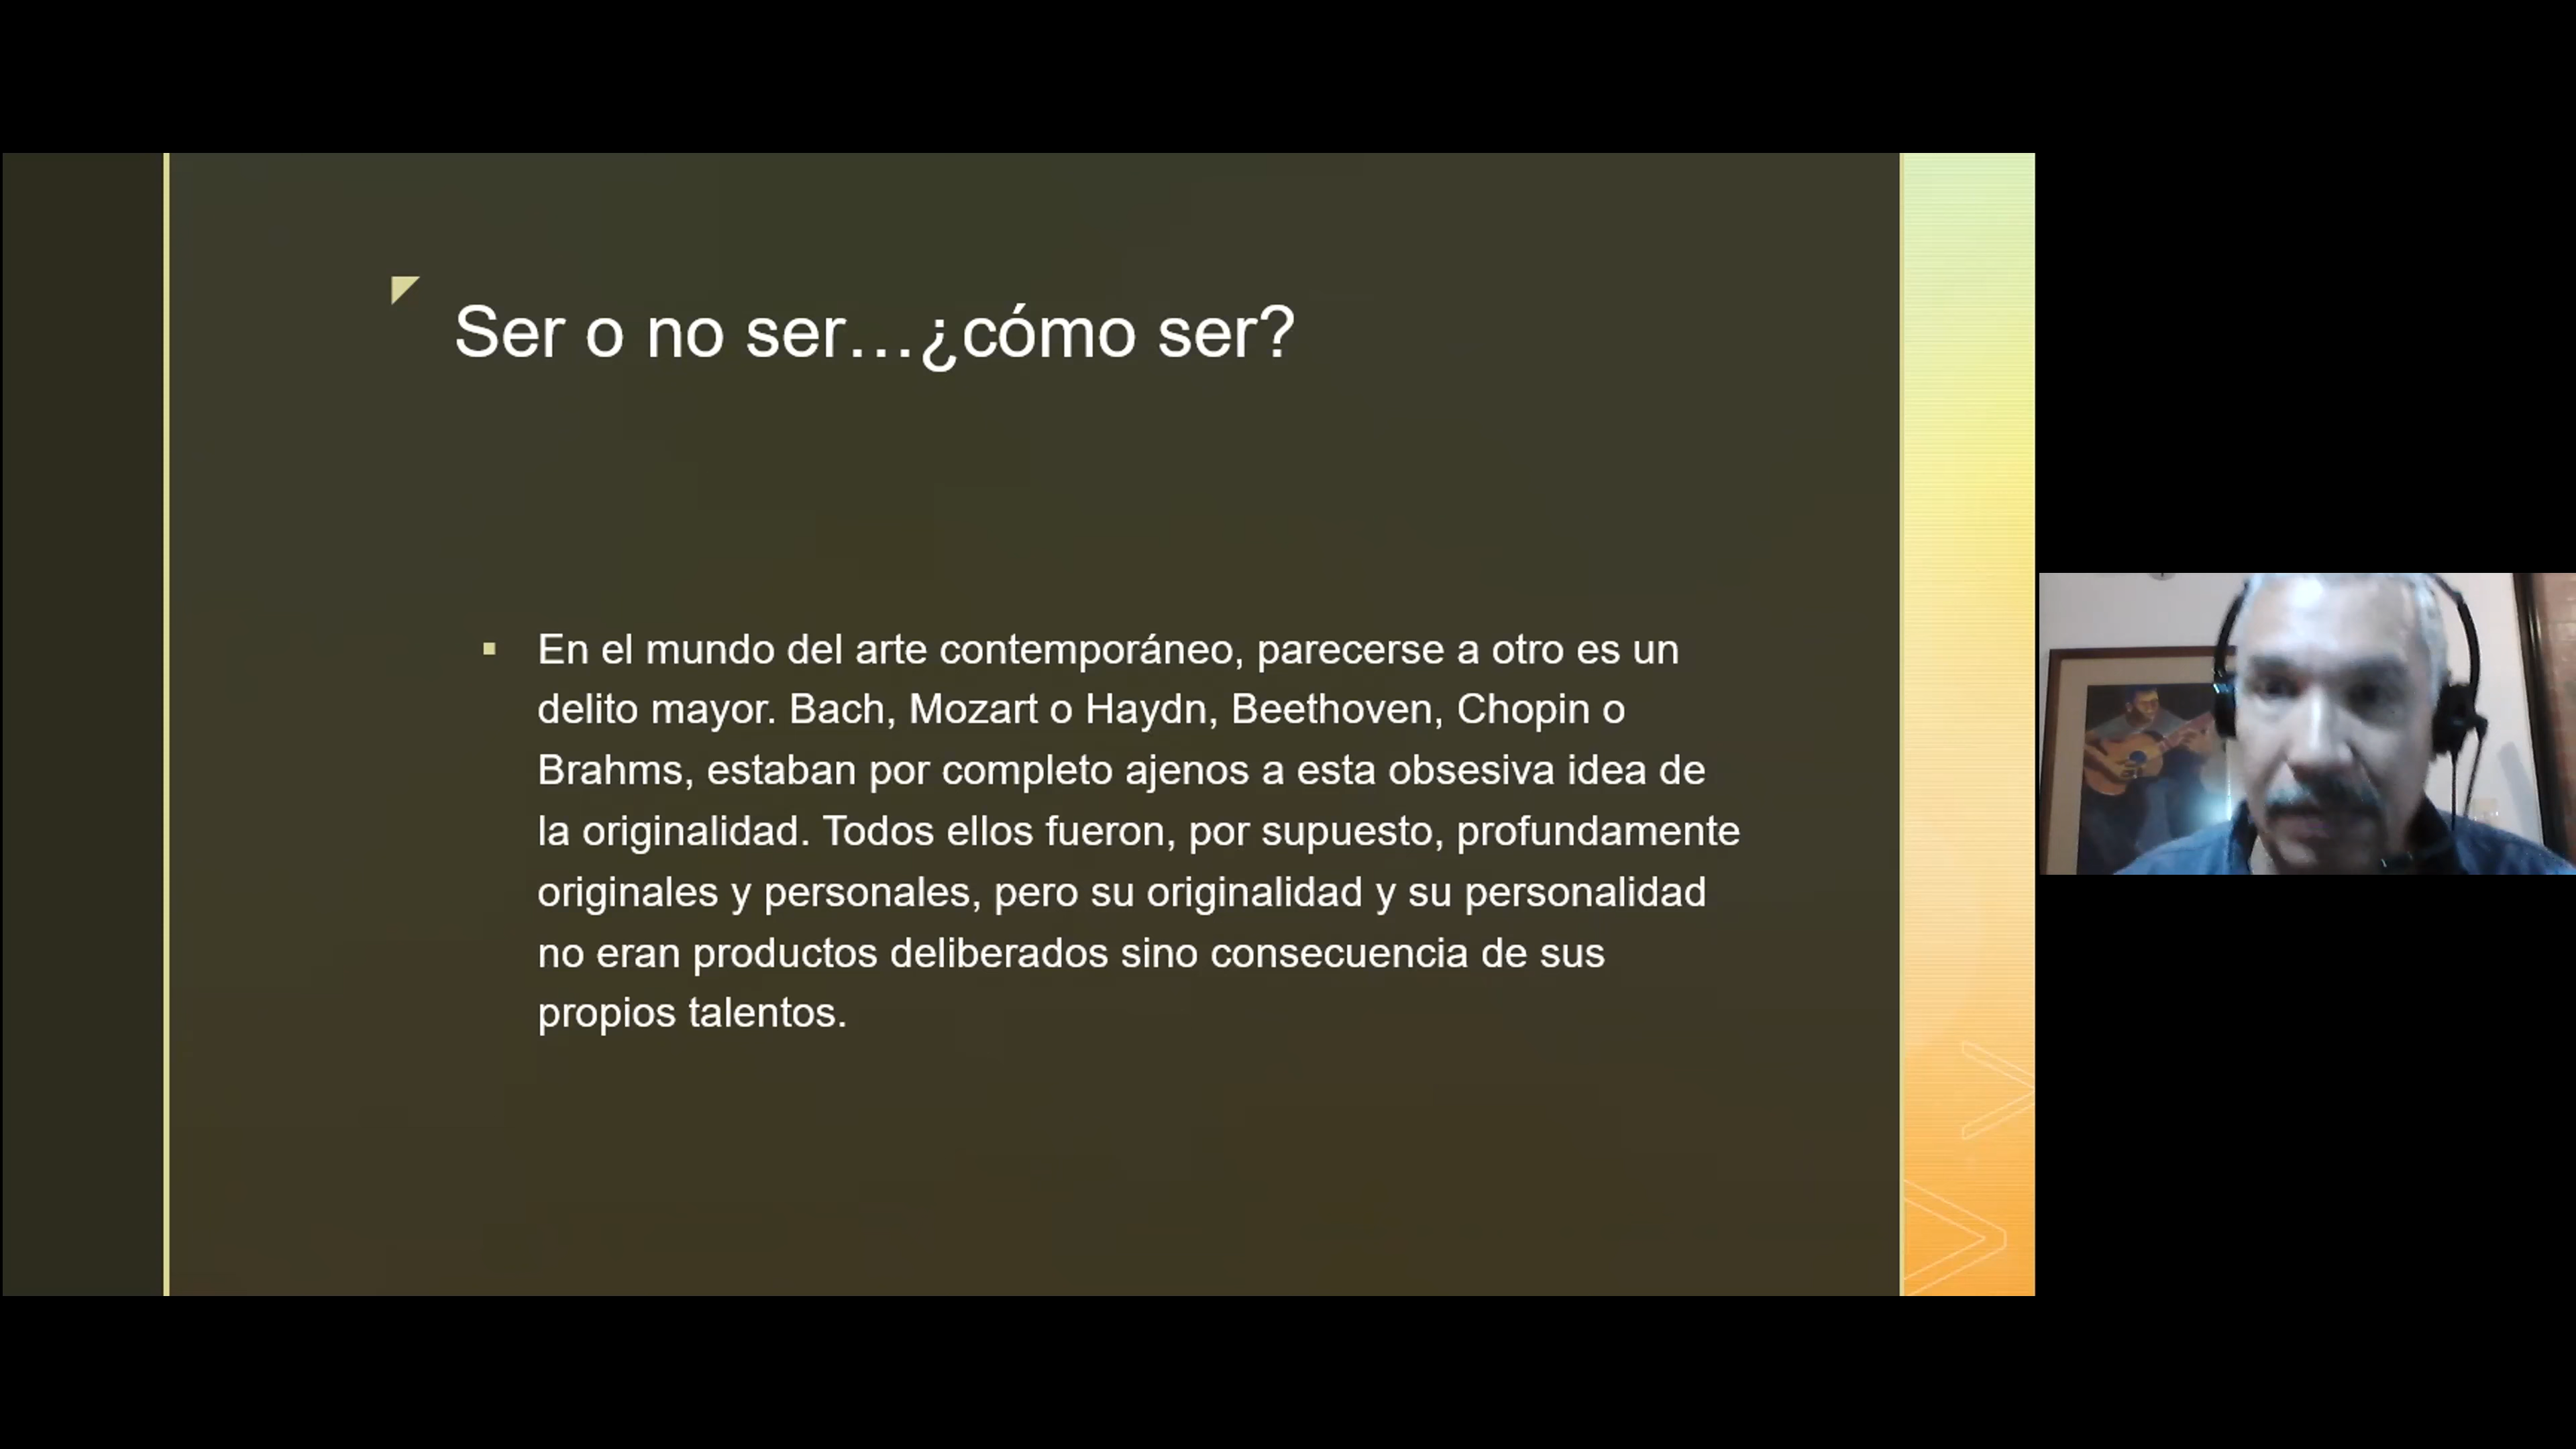 Ser o no ser...¿cómo ser?
▪ En el mundo del arte contemporáneo, parecerse a otro es un
delito mayor. Bach, Mozart o Haydn, Beethoven, Chopin o
Brahms, estaban por completo ajenos a esta obsesiva idea de
la originalidad. Todos ellos fueron, por supuesto, profundamente
originales y personales, pero su originalidad y su personalidad
no eran productos deliberados sino consecuencia de sus
propios talentos.